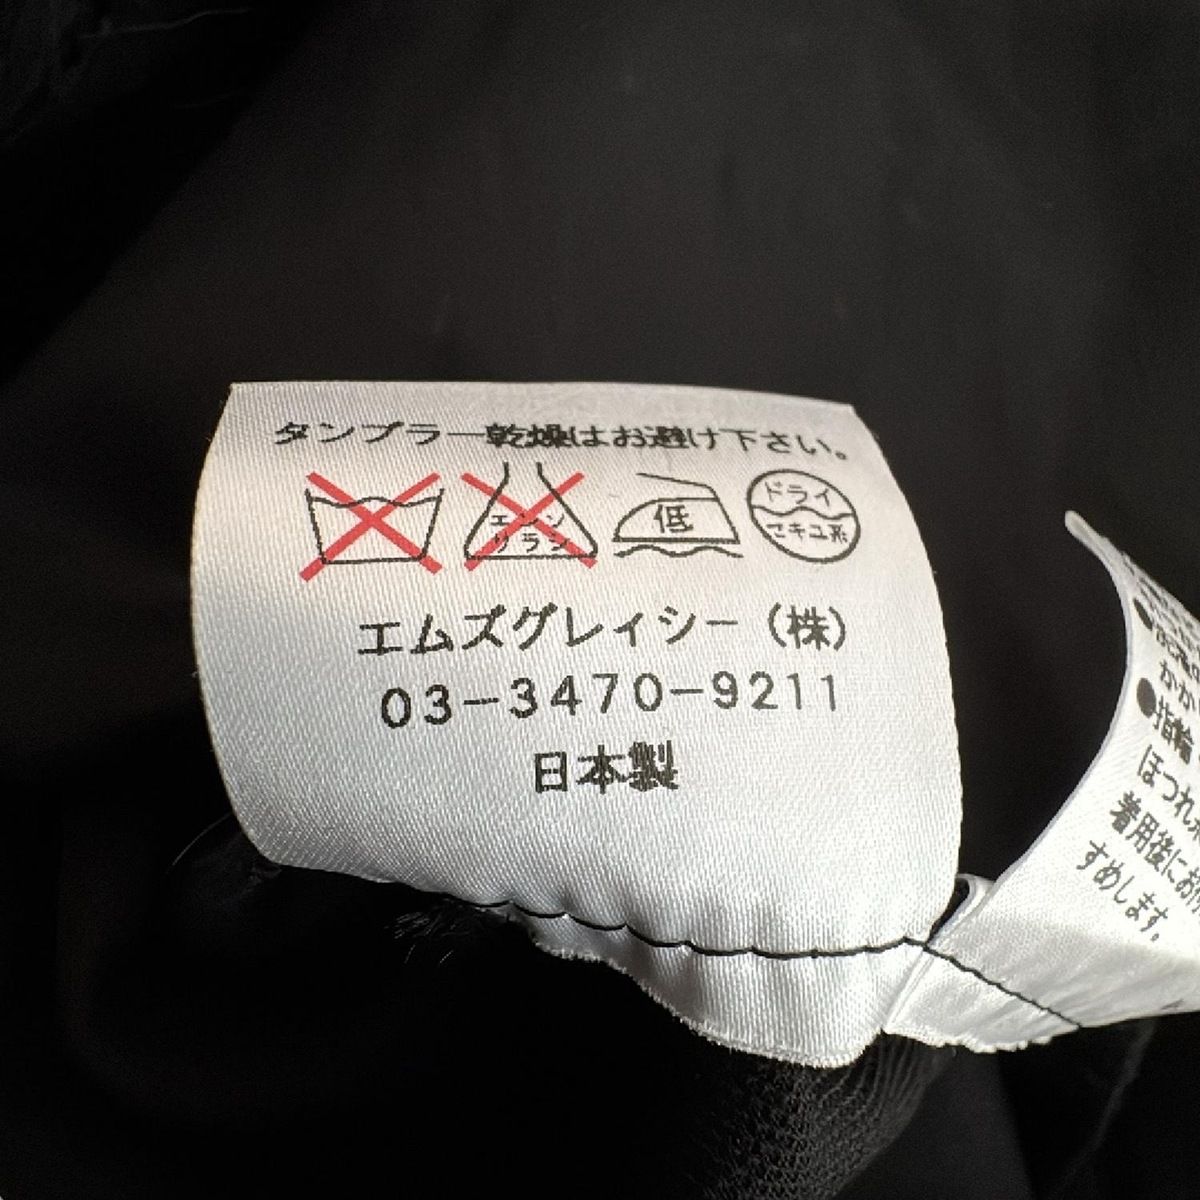 タンブラー乾燥はお避け下さい。
エンソ
サラシ
低
ドライ
セキユ系
エムズグレイシー（株）
03-3470-9211
日本製
かか
●指輪
ほつれ
着用後にお
すめします。